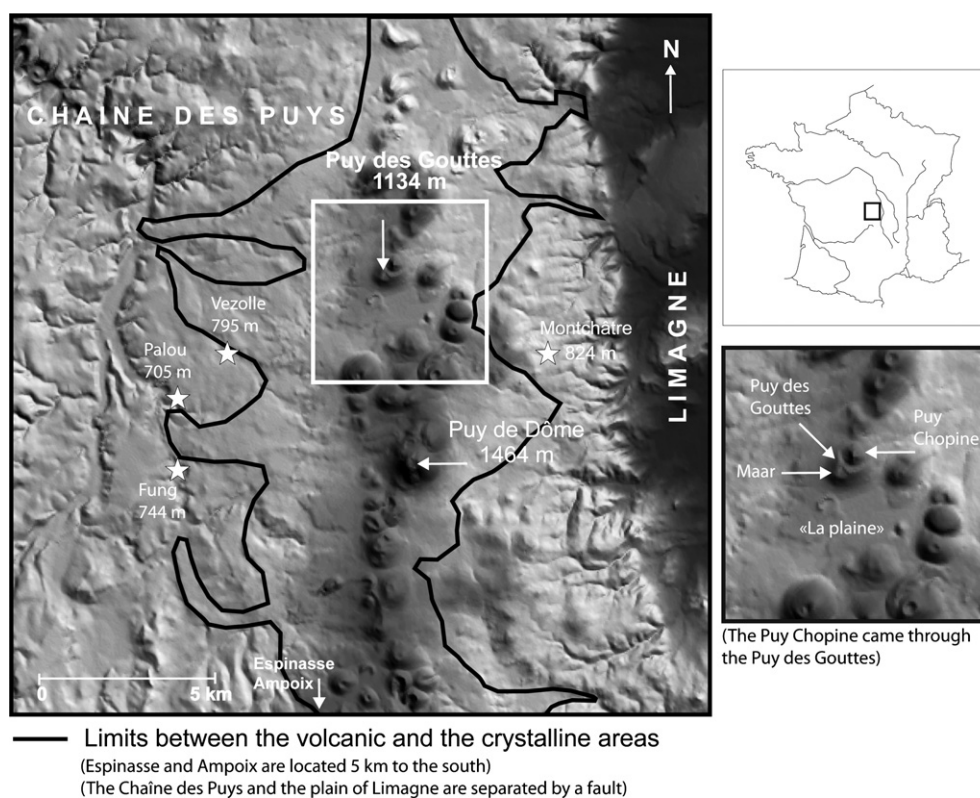 CHAINE DES PUYS
N
Puy des Gouttes
1134 m
LIMAGNE
Vezolle
795 m
Palou
705 m
Montchâtre
824 m
Puy de Dôme
1464 m
Fung
744 m
Espinasse
Ampoix
0
5 km
Puy des
Gouttes
Puy
Chopine
Maar
«La plaine»
(The Puy Chopine came through
the Puy des Gouttes)
Limits between the volcanic and the crystalline areas
(Espinasse and Ampoix are located 5 km to the south)
(The Chaîne des Puys and the plain of Limagne are separated by a fault)